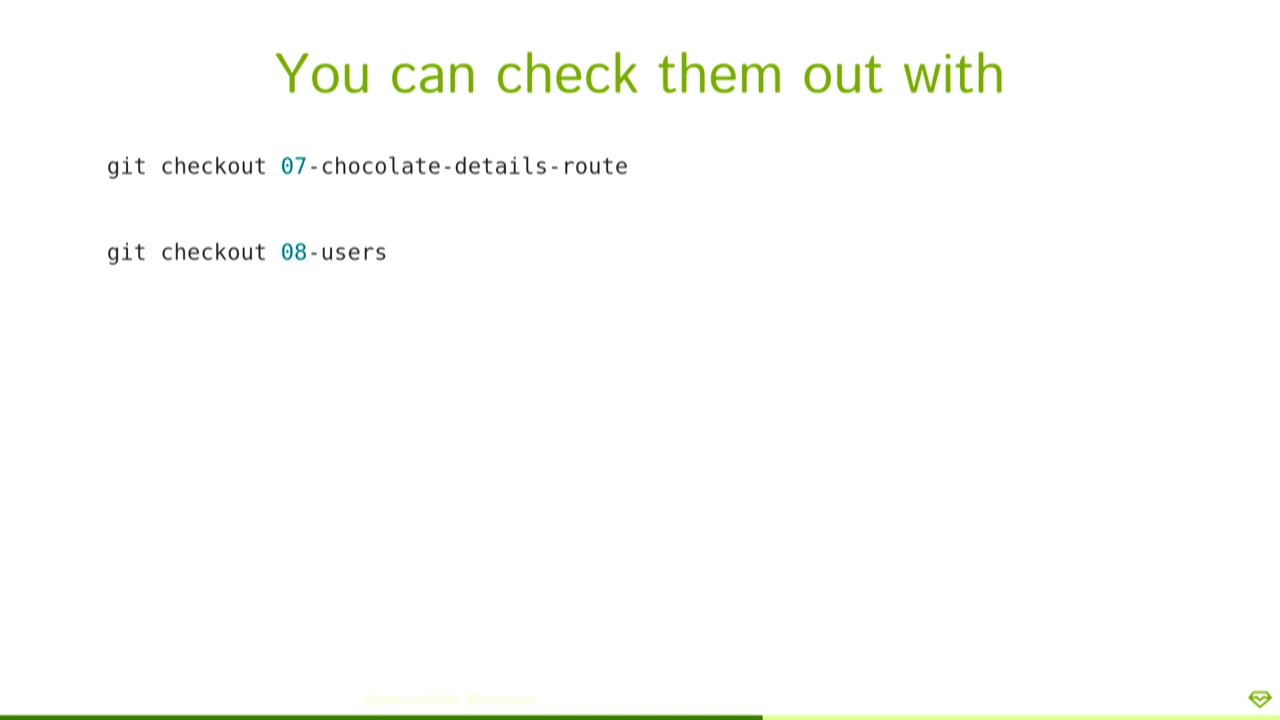 You can check them out with
git checkout 07-chocolate-details-route
git checkout 08-users